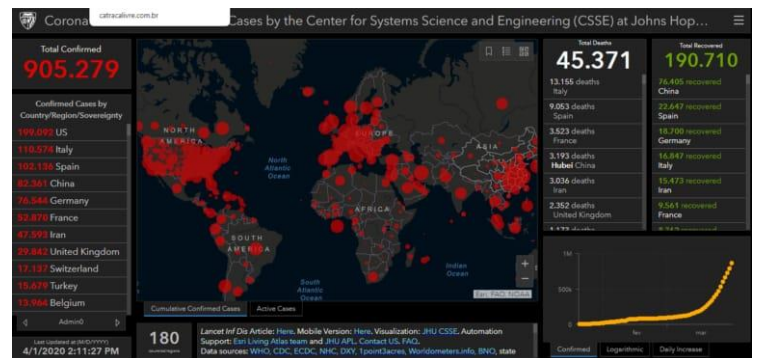 catracalivre.com.br
Corona
Cases by the Center for Systems Science and Engineering (CSSE) at Johns Hop...
Total Confirmed
905.279
Confirmed Cases by
Country/Region/Sovereignty
199.092 US
110.574 Italy
102.136 Spain
82.361 China
76.544 Germany
52.870 France
47.593 Iran
29.842 United Kingdom
17.137 Switzerland
15.679 Turkey
13.964 Belgium
Admin0
Last Updated at (M/D/YYYY)
4/1/2020 2:11:27 PM
NORTH
AMERICA
EUROPE
ASIA
North
Atlantic
Ocean
AFRICA
SOUTH
AMERICA
Indian
Ocean
South
Atlantic
Ocean
+
−
Esri, FAO, NOAA
Cumulative Confirmed Cases
Active Cases
180
Lancet Inf Dis Article: Here. Mobile Version: Here. Visualization: JHU CSSE. Automation
Support: Esri Living Atlas team and JHU APL. Contact US. FAQ.
Data sources: WHO, CDC, ECDC, NHC, DXY, 1point3acres, Worldometers.info, BNO, state
Total Deaths
45.371
13.155 deaths
Italy
9.053 deaths
Spain
3.523 deaths
France
3.193 deaths
Hubei China
3.036 deaths
Iran
2.352 deaths
United Kingdom
Total Recovered
190.710
76.405 recovered
China
22.647 recovered
Spain
18.700 recovered
Germany
16.847 recovered
Italy
15.473 recovered
Iran
9.561 recovered
France
1M
500k
0
fev
mar
Confirmed
Logarithmic
Daily Increase